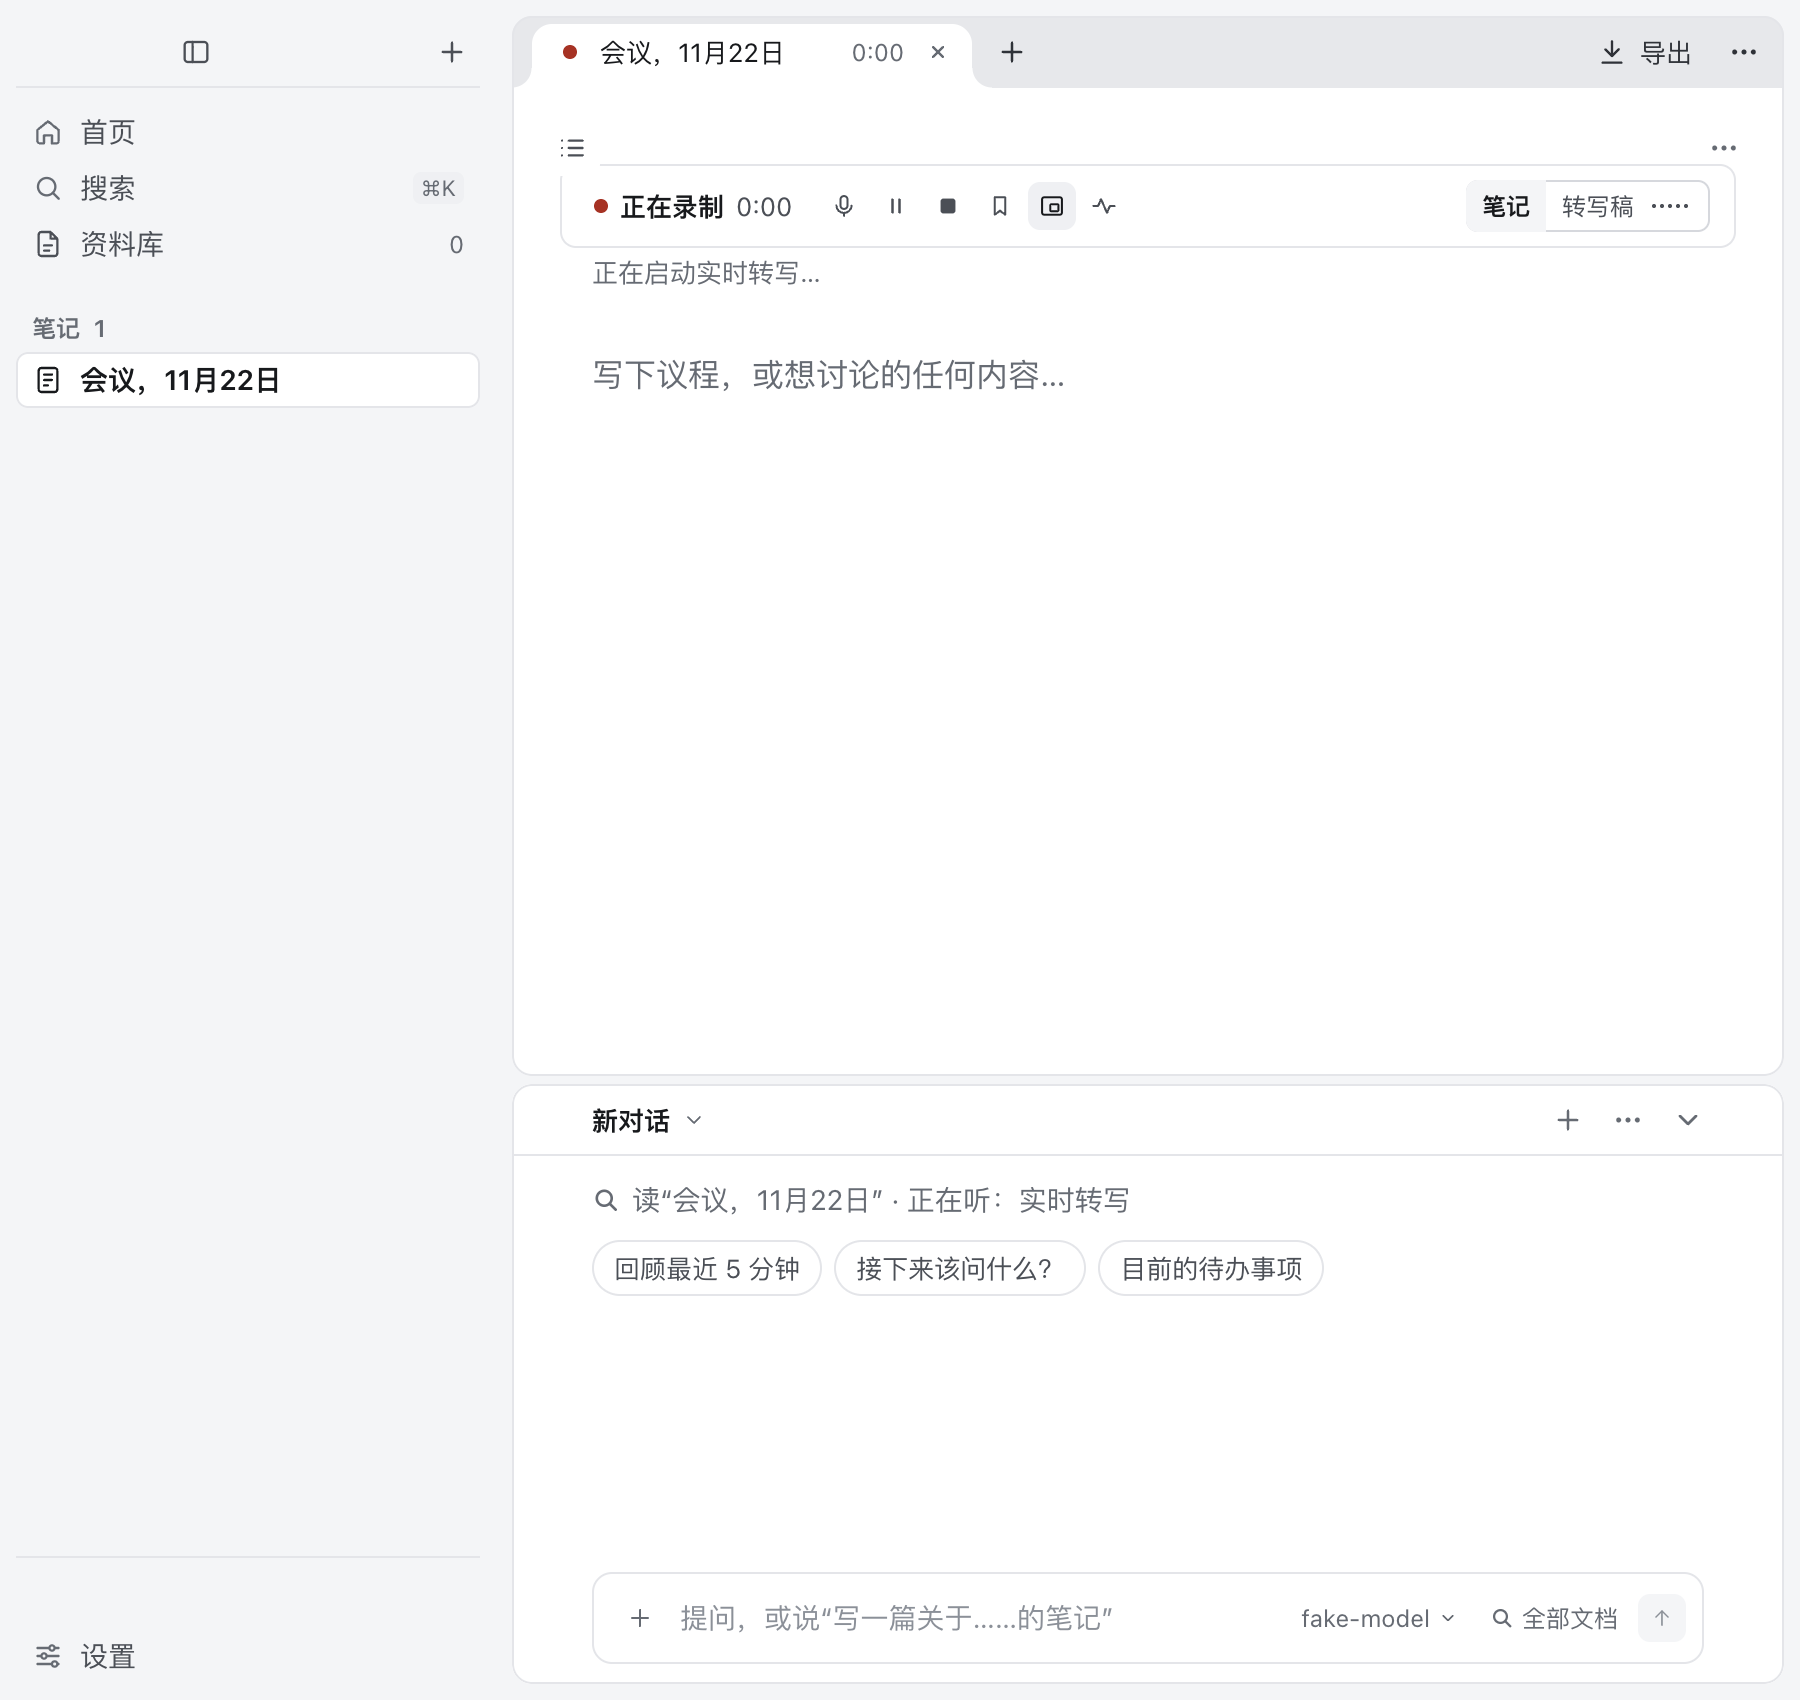 首页
搜索 ⌘K
资料库 0
笔记 1
会议，11月22日
会议，11月22日 0:00
导出
正在录制 0:00
笔记 转写稿
正在启动实时转写...
写下议程，或想讨论的任何内容...
新对话
读“会议，11月22日” · 正在听：实时转写
回顾最近 5 分钟
接下来该问什么？
目前的待办事项
提问，或说“写一篇关于……的笔记”
fake-model
全部文档
设置